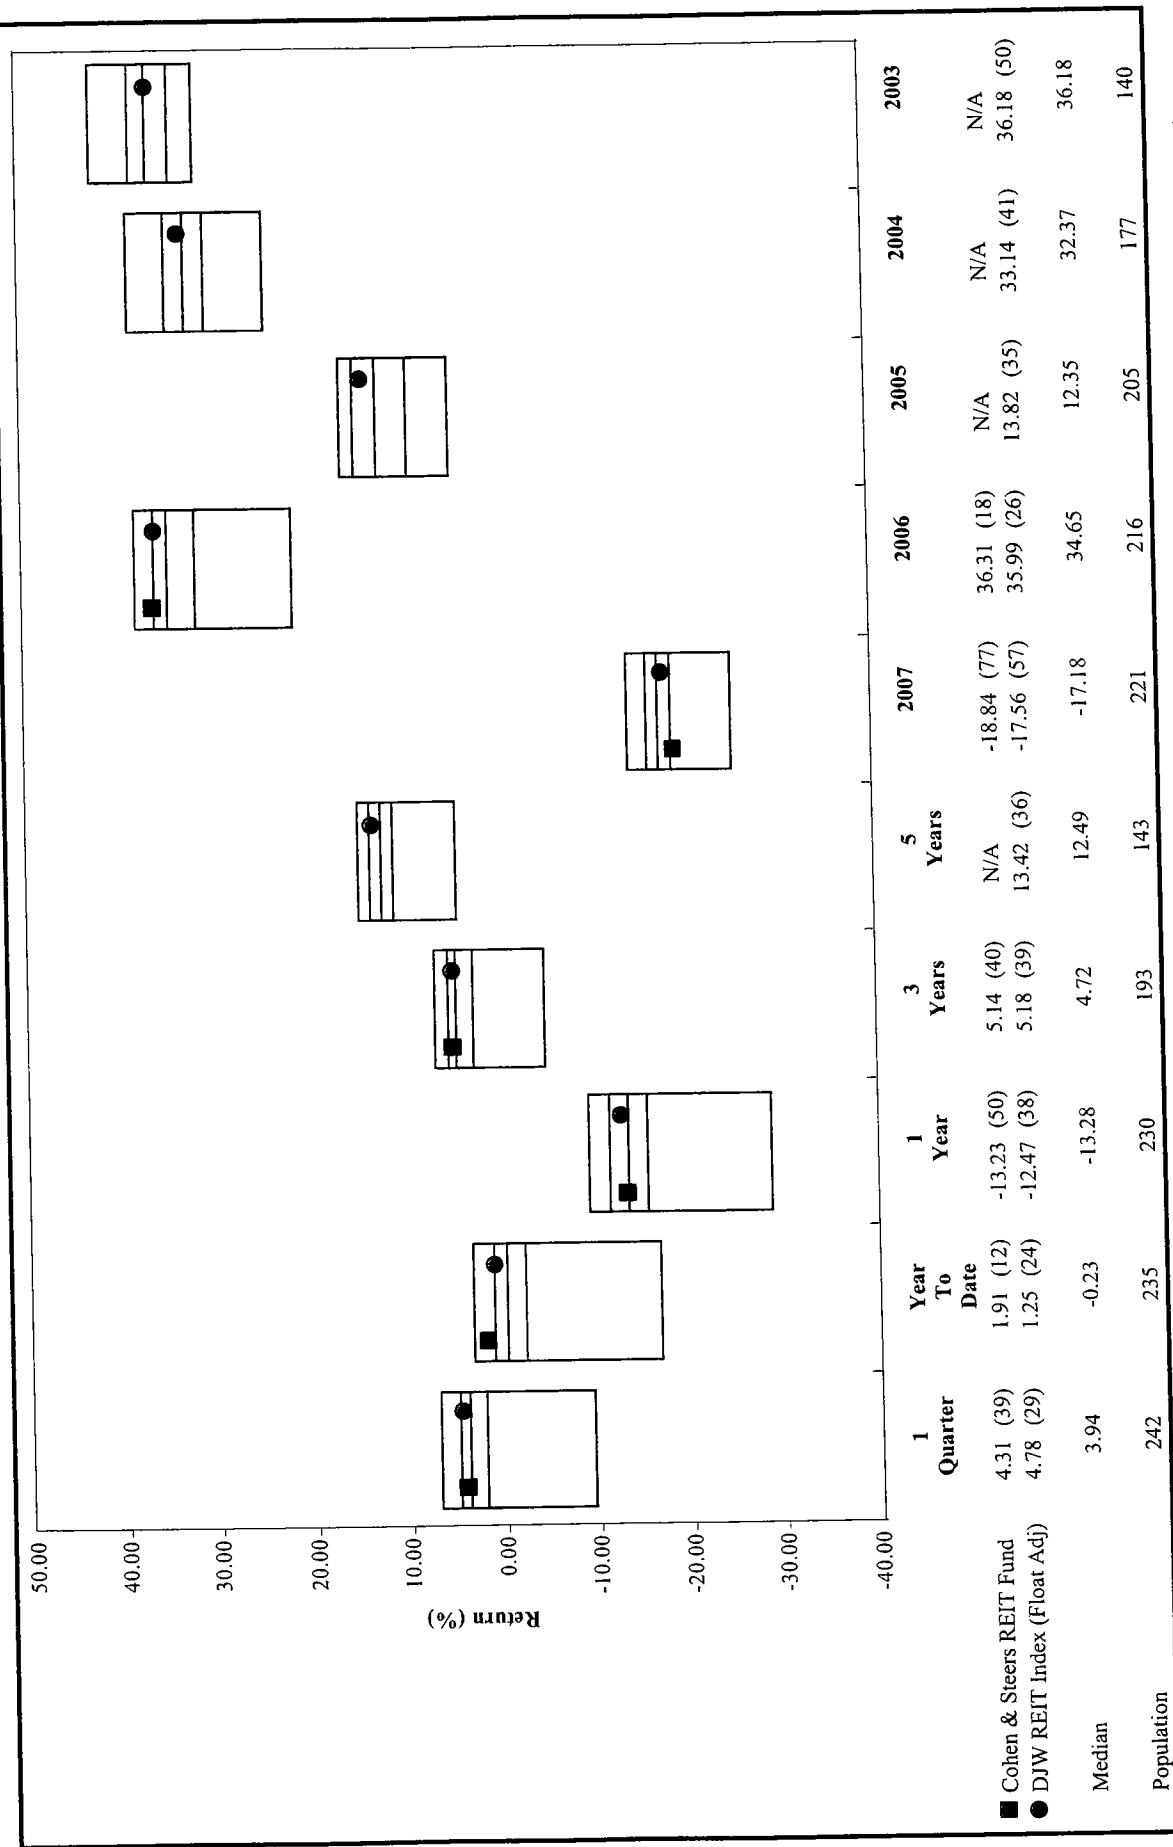 50.00
40.00
30.00
20.00
10.00
0.00
-10.00
-20.00
-30.00
-40.00
Return (%)
1 Quarter
Year To Date
1 Year
3 Years
5 Years
2007
2006
2005
2004
2003
■ Cohen & Steers REIT Fund 4.31 (39) 1.91 (12) -13.23 (50) 5.14 (40) N/A -18.84 (77) 36.31 (18) N/A N/A N/A
● DJW REIT Index (Float Adj) 4.78 (29) 1.25 (24) -12.47 (38) 5.18 (39) 13.42 (36) -17.56 (57) 35.99 (26) 13.82 (35) 33.14 (41) 36.18 (50)
Median 3.94 -0.23 -13.28 4.72 12.49 -17.18 34.65 12.35 32.37 36.18
Population 242 235 230 193 143 221 216 205 177 140